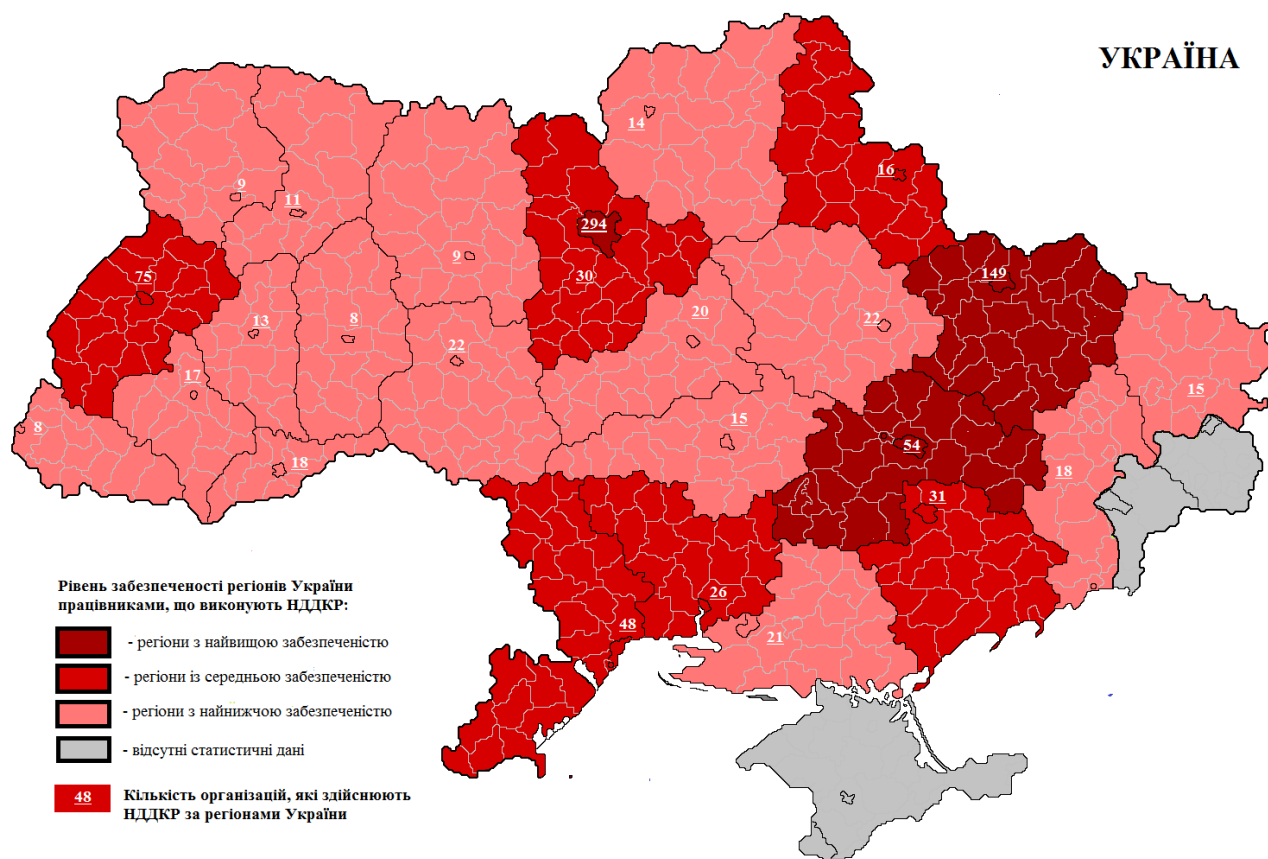 УКРАЇНА
14
16
9
11
294
149
9
75
30
13
8
20
22
22
17
15
15
8
54
18
18
31
26
48
21
Рівень забезпеченості регіонів України
працівниками, що виконують НДДКР:
- регіони з найвищою забезпеченістю
- регіони із середньою забезпеченістю
- регіони з найнижчою забезпеченістю
- відсутні статистичні дані
48 Кількість організацій, які здійснюють
НДДКР за регіонами України